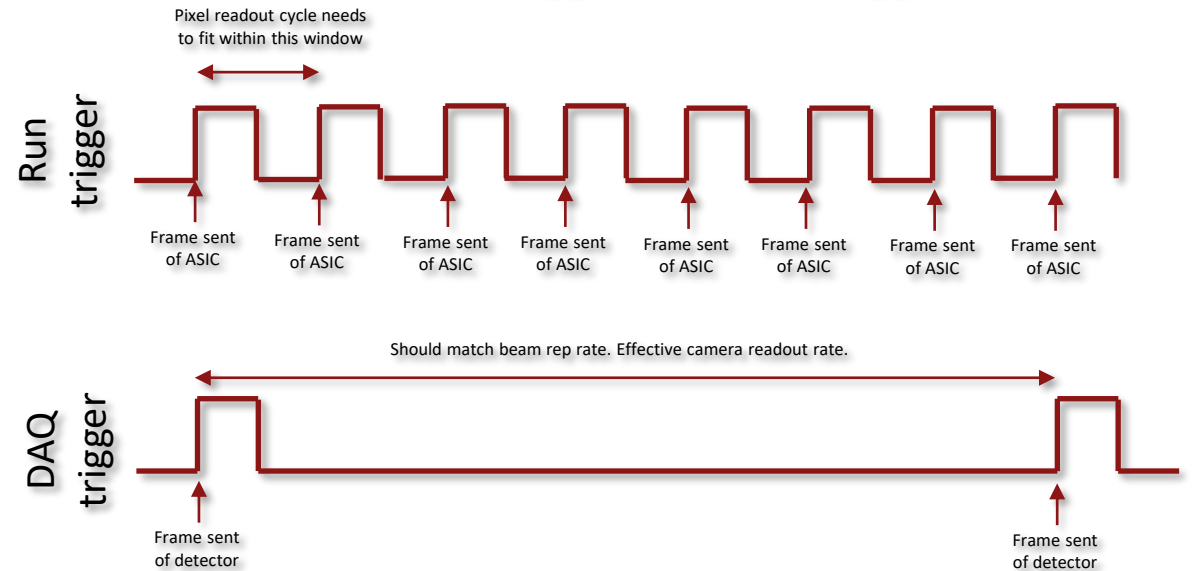 Pixel readout cycle needs
to fit within this window
Run
trigger
Frame sent
of ASIC
Frame sent
of ASIC
Frame sent
of ASIC
Frame sent
of ASIC
Frame sent
of ASIC
Frame sent
of ASIC
Frame sent
of ASIC
Frame sent
of ASIC
Should match beam rep rate. Effective camera readout rate.
DAQ
trigger
Frame sent
of detector
Frame sent
of detector